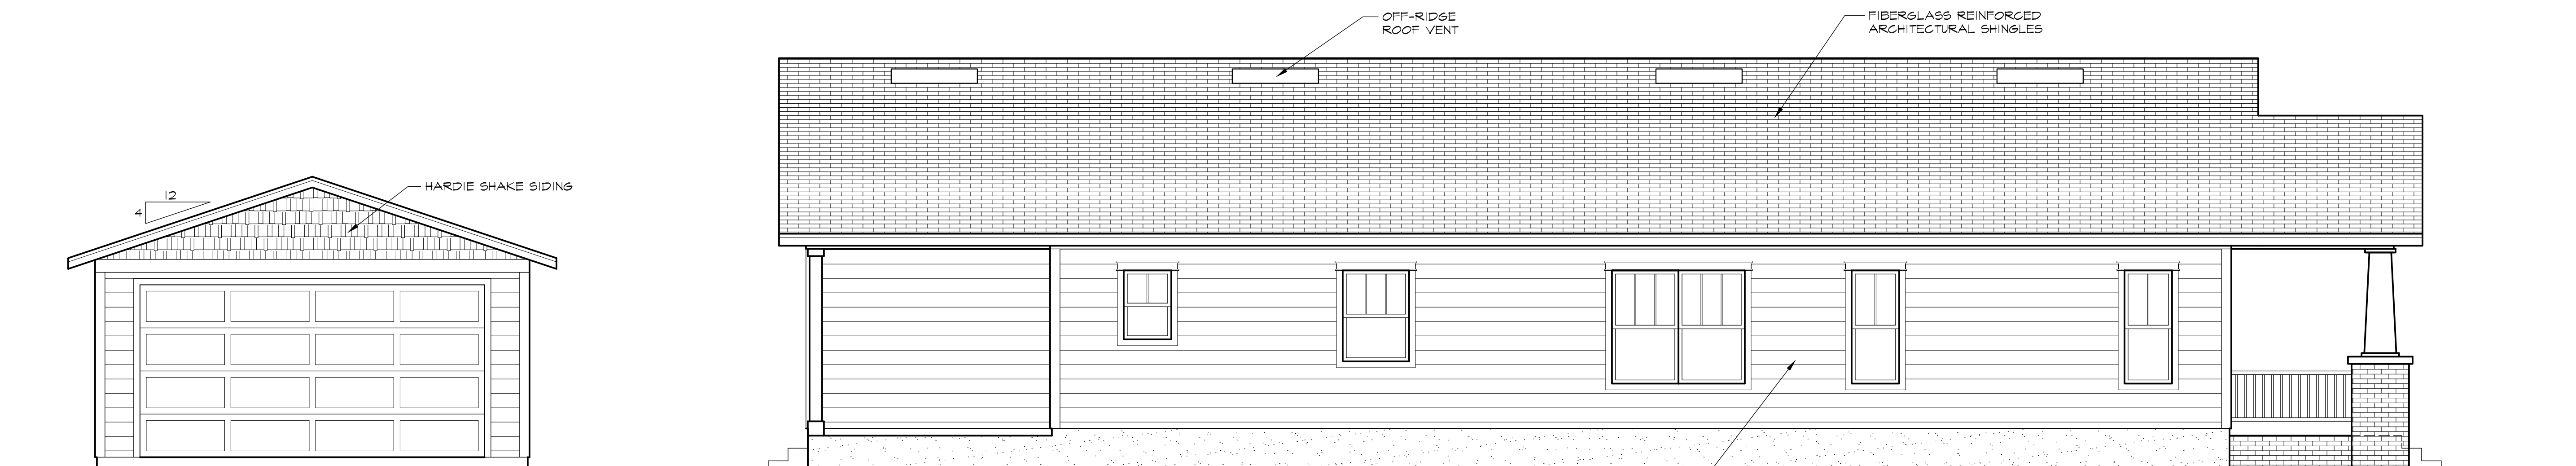 OFF-RIDGE
ROOF VENT
FIBERGLASS REINFORCED
ARCHITECTURAL SHINGLES
HARDIE SHAKE SIDING
12
4